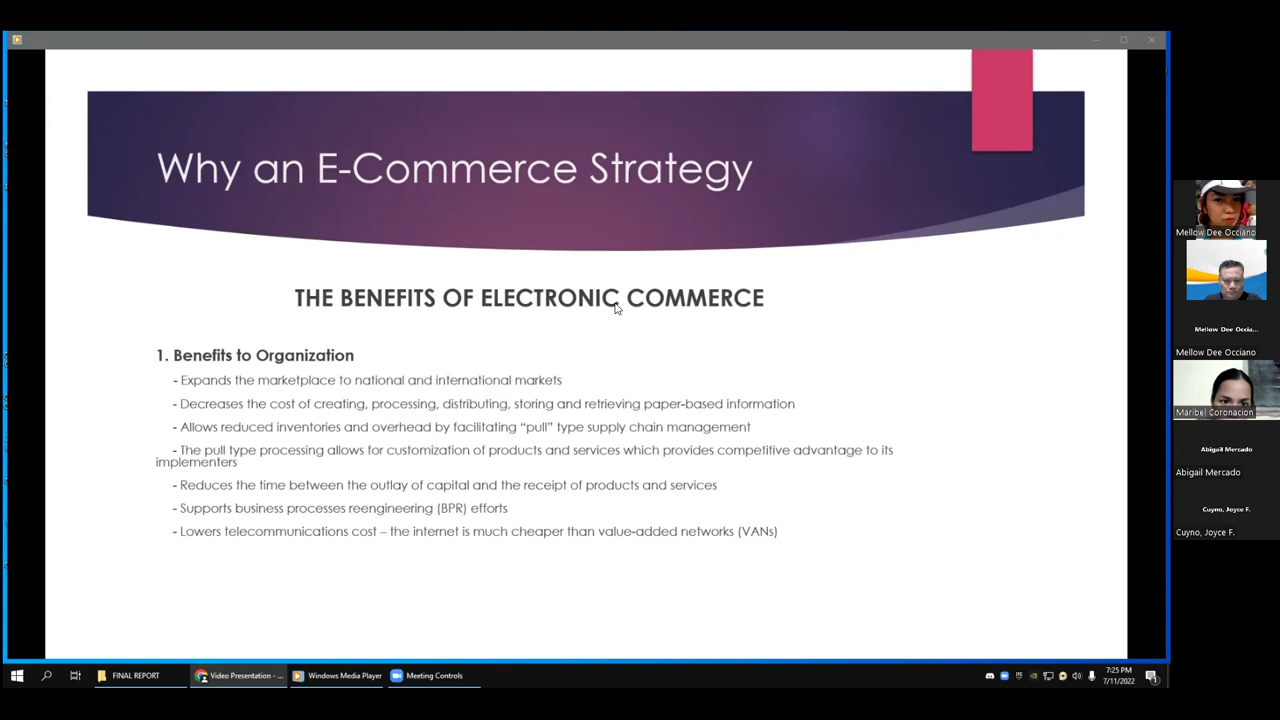 Why an E-Commerce Strategy
THE BENEFITS OF ELECTRONIC COMMERCE
1. Benefits to Organization
- Expands the marketplace to national and international markets
- Decreases the cost of creating, processing, distributing, storing and retrieving paper-based information
- Allows reduced inventories and overhead by facilitating “pull” type supply chain management
- The pull type processing allows for customization of products and services which provides competitive advantage to its
implementers
- Reduces the time between the outlay of capital and the receipt of products and services
- Supports business processes reengineering (BPR) efforts
- Lowers telecommunications cost – the internet is much cheaper than value-added networks (VANs)
Mellow Dee Occiano
Mellow Dee Occia...
Mellow Dee Occiano
Maribel Coronacion
Abigail Mercado
Abigail Mercado
Cuyno, Joyce F.
Cuyno, Joyce F.
FINAL REPORT
Video Presentation - ...
Windows Media Player
Meeting Controls
7:25 PM
7/11/2022